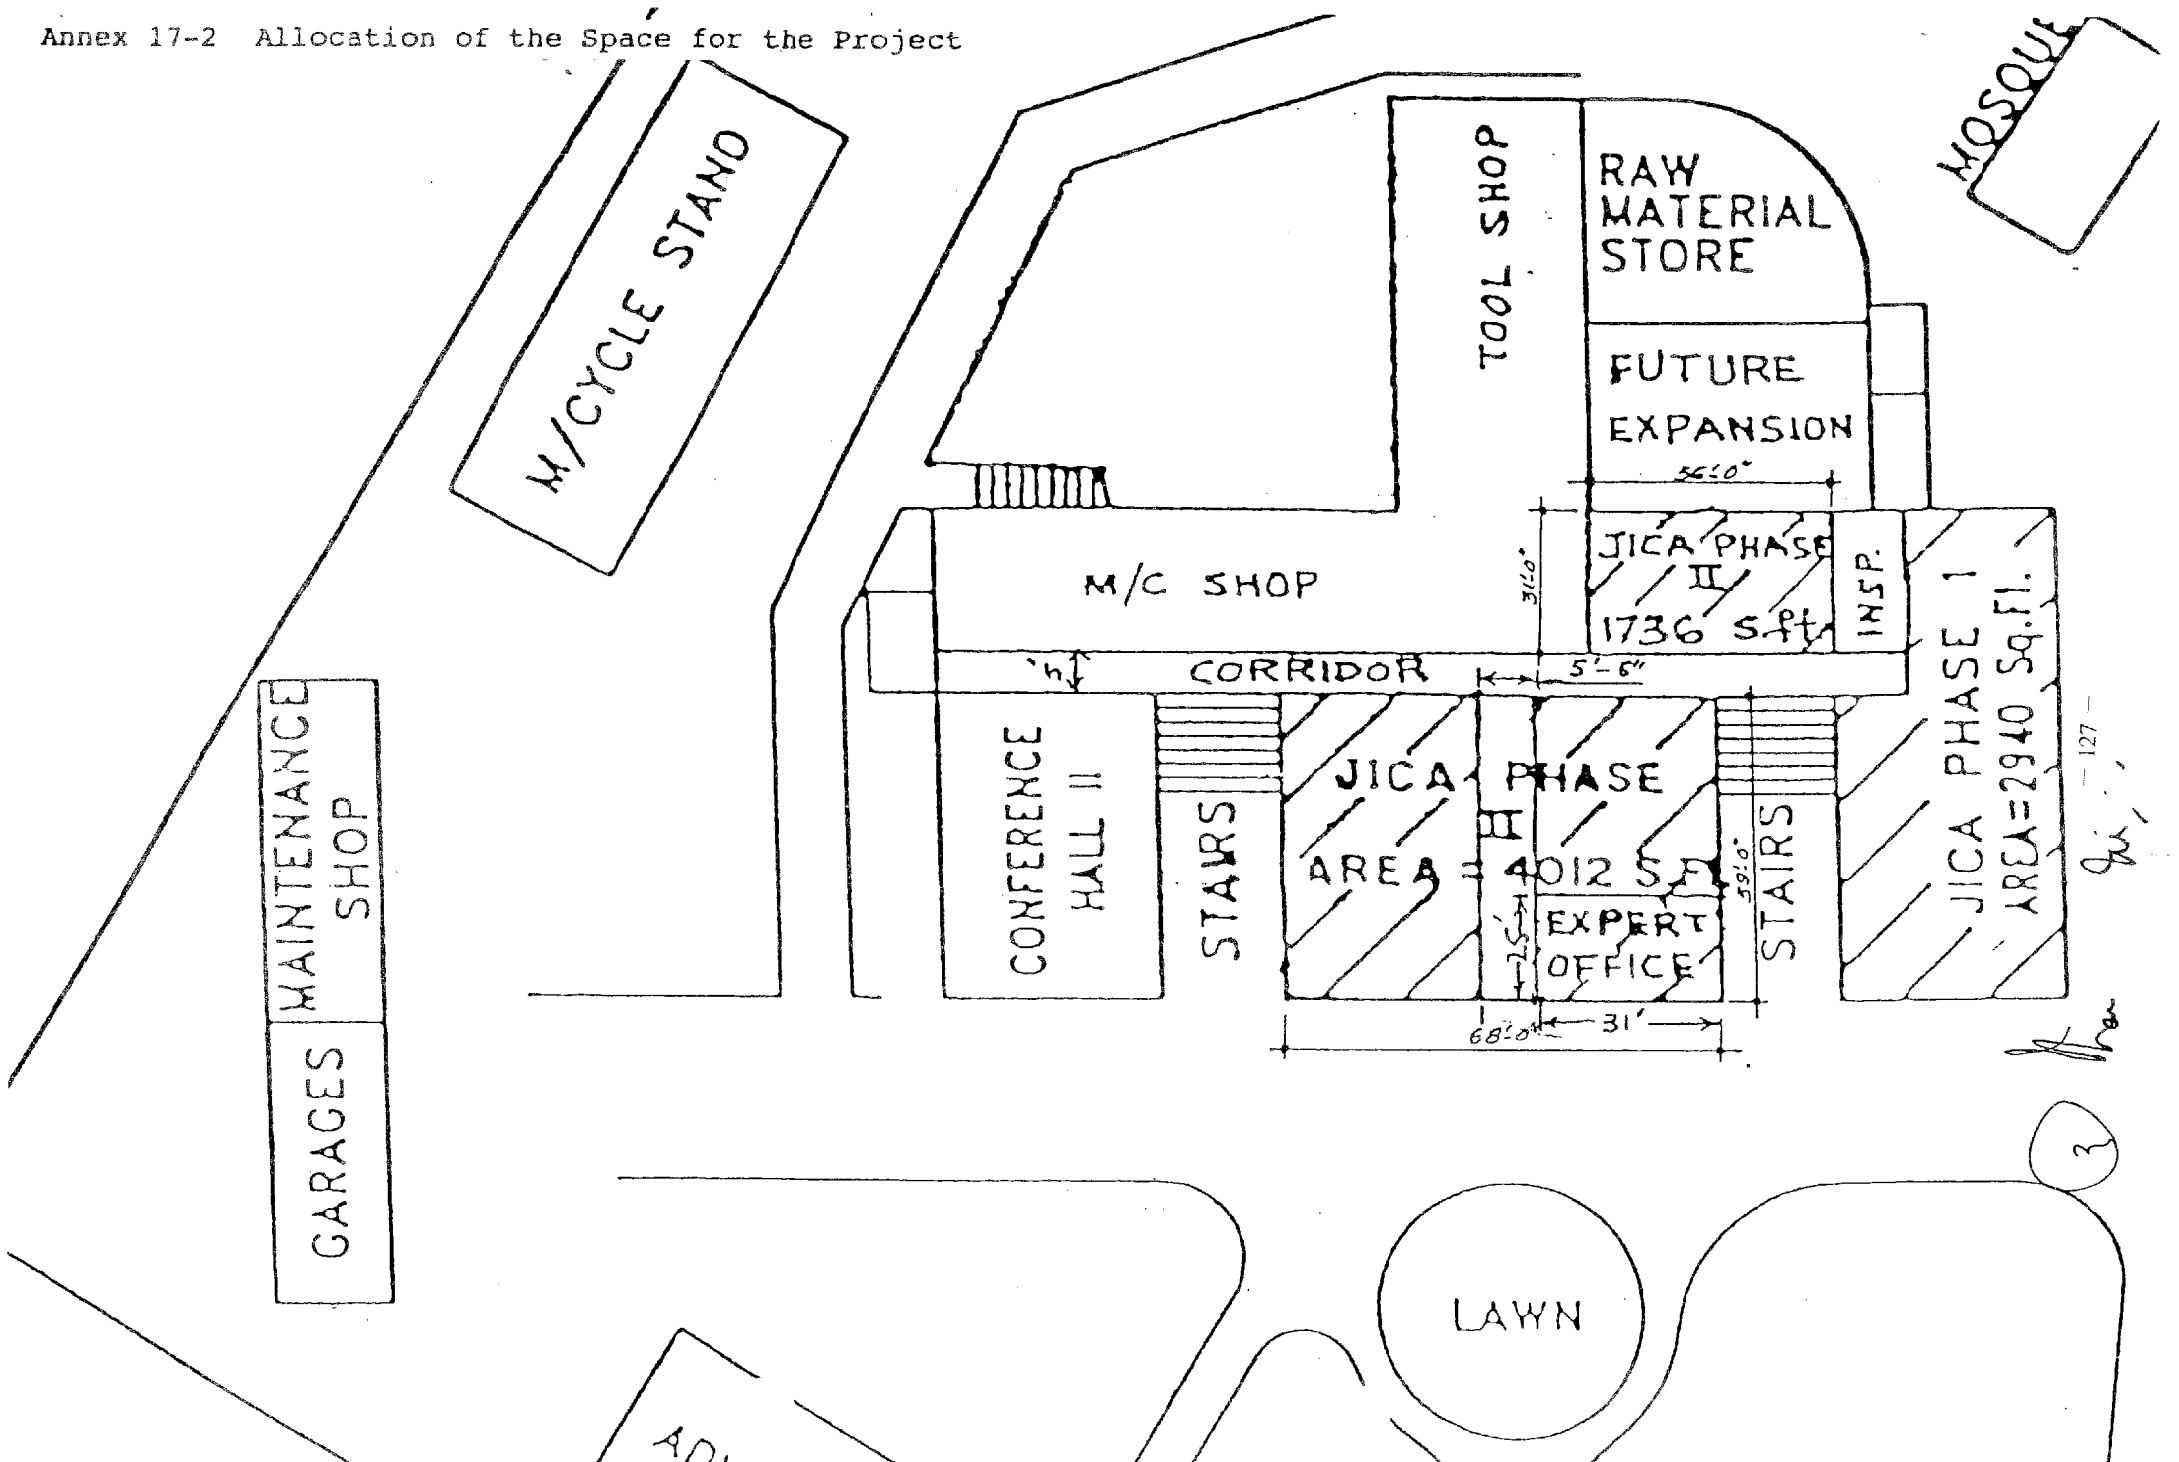 Annex 17-2 Allocation of the Space for the Project
MOSQUE
M/CYCLE STAND
TOOL SHOP
RAW
MATERIAL
STORE
FUTURE
EXPANSION
56'-0"
JICA PHASE
II
1736 S.ft
31'-0"
INSP.
M/C SHOP
CORRIDOR
5'-6"
JICA PHASE 1
AREA=2940 Sq.Ft.
CONFERENCE
HALL II
STAIRS
JICA PHASE
II
AREA = 4012 S.Ft
EXPERT
OFFICE
25'
59'-0"
STAIRS
31'
68'-0"
MAINTENANCE
SHOP
GARAGES
LAWN
- 127 -
3